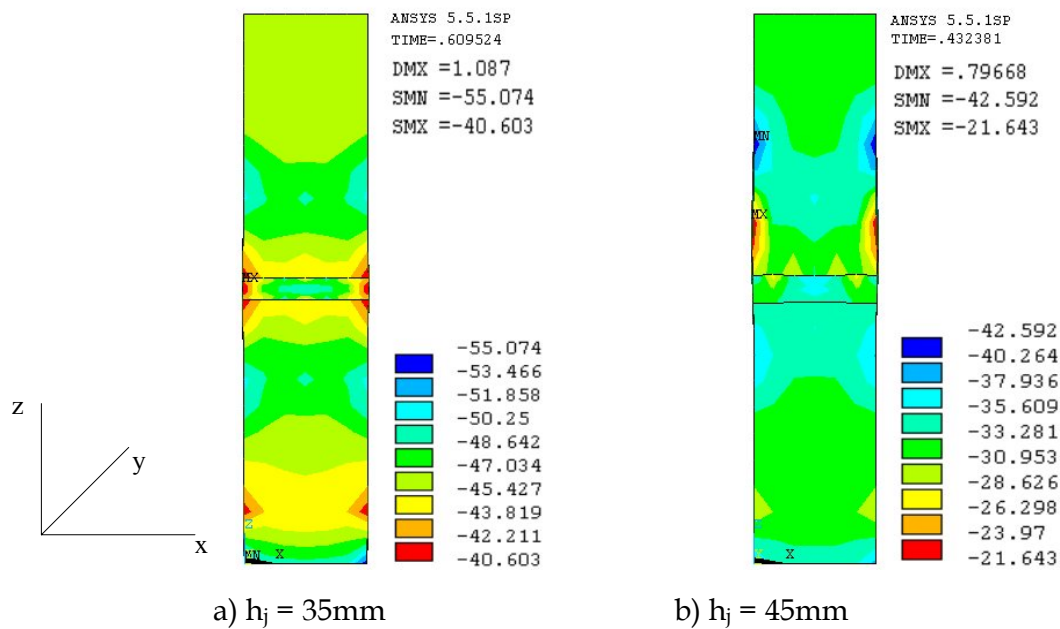 ANSYS 5.5.1SP
TIME=.609524
DMX =1.087
SMN =-55.074
SMX =-40.603
MX
-55.074
-53.466
-51.858
-50.25
-48.642
-47.034
-45.427
-43.819
-42.211
-40.603
Z
MN X
z
y
x
a) hj = 35mm
ANSYS 5.5.1SP
TIME=.432381
DMX =.79668
SMN =-42.592
SMX =-21.643
MN
MX
-42.592
-40.264
-37.936
-35.609
-33.281
-30.953
-28.626
-26.298
-23.97
-21.643
Z
Y X
b) hj = 45mm